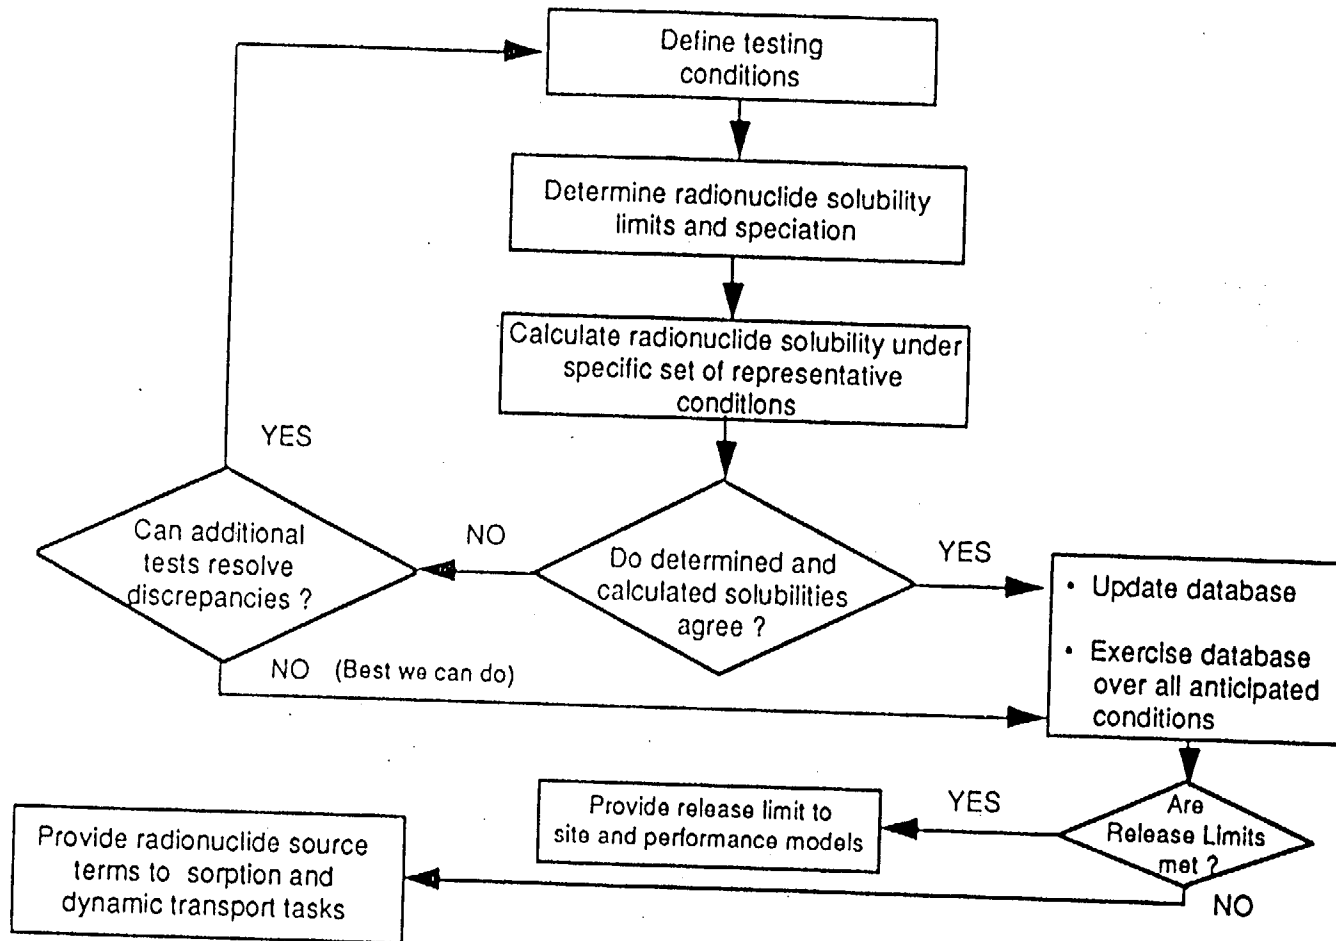 Define testing
conditions
Determine radionuclide solubility
limits and speciation
Calculate radionuclide solubility under
specific set of representative
conditions
YES
Can additional
tests resolve
discrepancies ?
NO
Do determined and
calculated solubilities
agree ?
YES
• Update database
• Exercise database
over all anticipated
conditions
NO (Best we can do)
Are
Release Limits
met ?
YES
Provide release limit to
site and performance models
NO
Provide radionuclide source
terms to sorption and
dynamic transport tasks